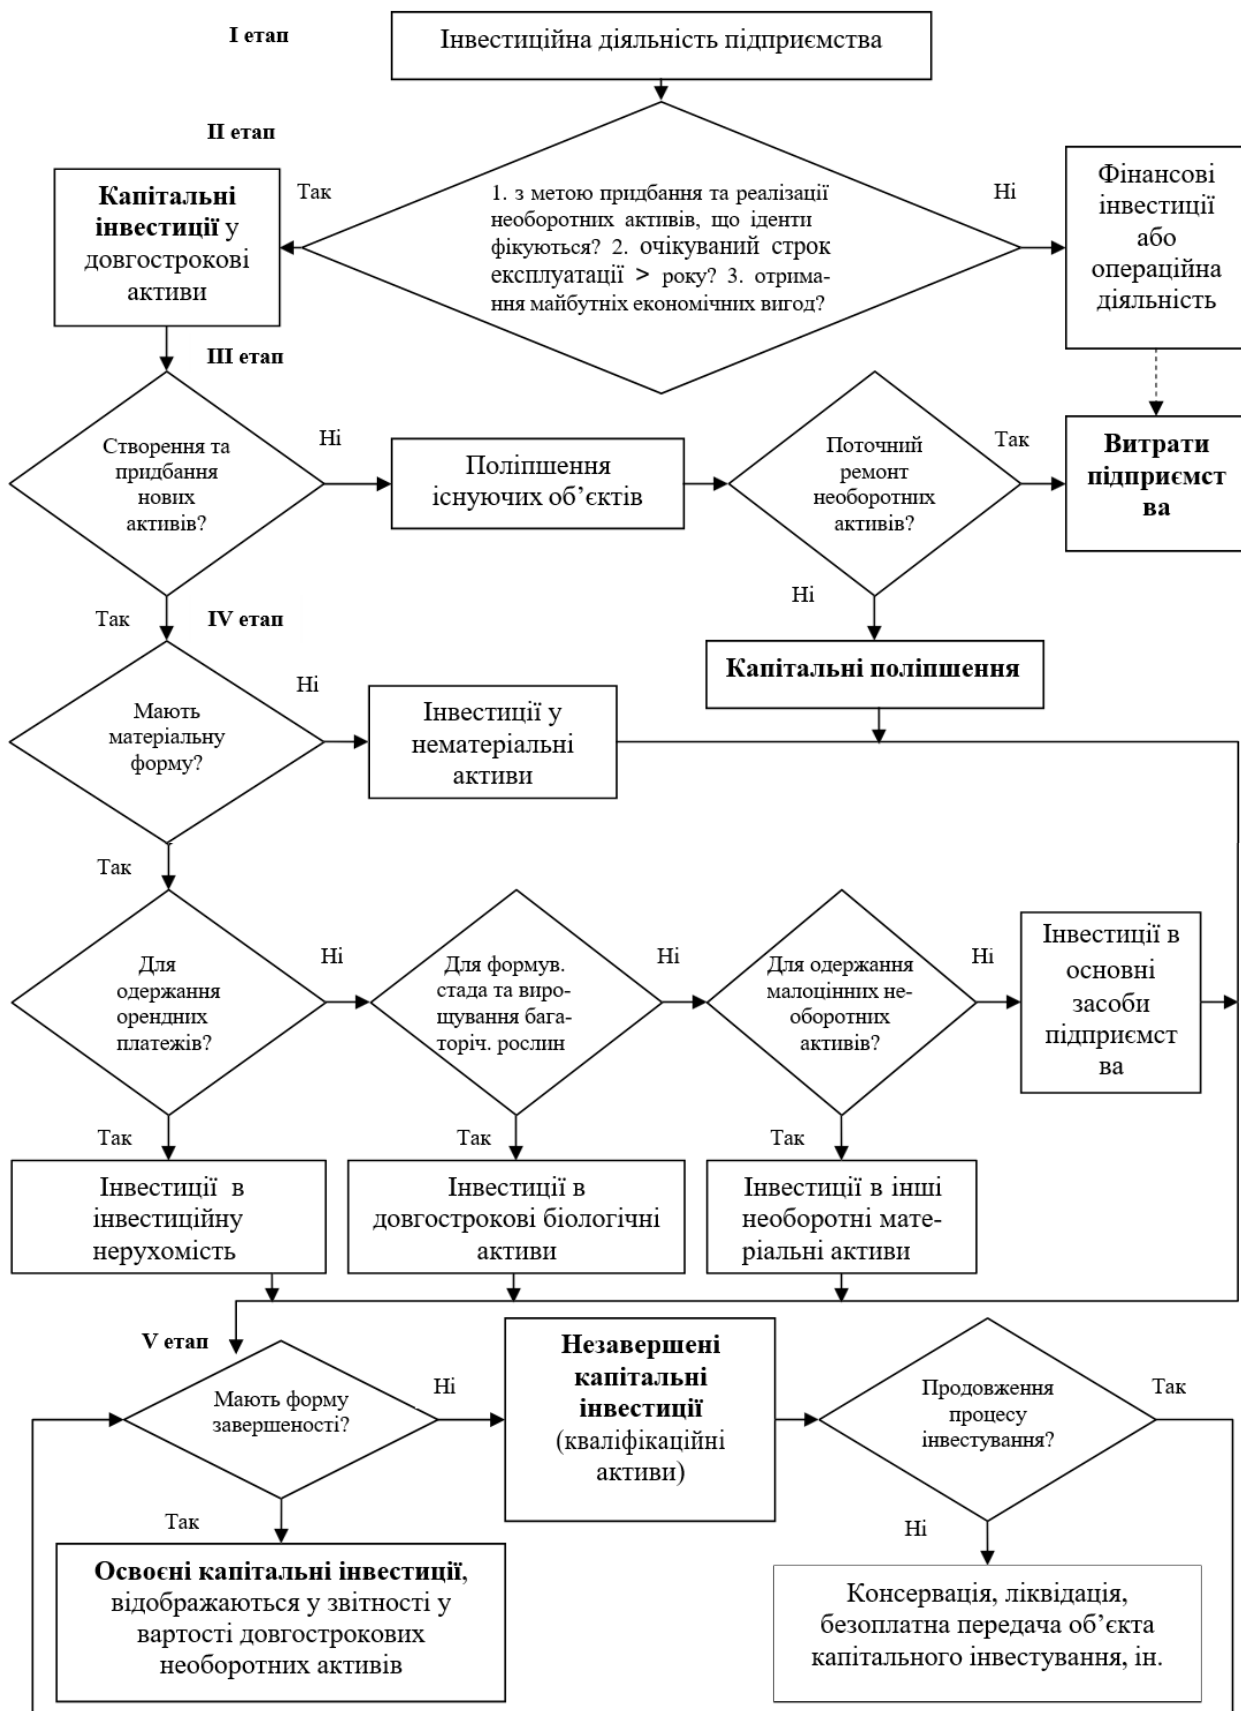 I етап
Інвестиційна діяльність підприємства
II етап
Капітальні
інвестиції у
довгострокові
активи
Так
1. з метою придбання та реалізації
необоротних активів, що іденти
фікуються? 2. очікуваний строк
експлуатації > року? 3. отрима-
ння майбутніх економічних вигод?
Ні
Фінансові
інвестиції
або
операційна
діяльність
III етап
Створення та
придбання
нових
активів?
Ні
Поліпшення
існуючих об’єктів
Поточний
ремонт
необоротних
активів?
Так
Витрати
підприємст
ва
Так
IV етап
Ні
Капітальні поліпшення
Мають
матеріальну
форму?
Ні
Інвестиції у
нематеріальні
активи
Так
Для
одержання
орендних
платежів?
Ні
Для формув.
стада та виро-
щування бага-
торіч. рослин
Ні
Для одержання
малоцінних не-
оборотних
активів?
Ні
Інвестиції в
основні
засоби
підприємст
ва
Так
Так
Так
Інвестиції в
інвестиційну
нерухомість
Інвестиції в
довгострокові біологічні
активи
Інвестиції в інші
необоротні мате-
ріальні активи
V етап
Мають форму
завершеності?
Ні
Незавершені
капітальні
інвестиції
(кваліфікаційні
активи)
Продовження
процесу
інвестування?
Так
Так
Ні
Освоєні капітальні інвестиції,
відображаються у звітності у
вартості довгострокових
необоротних активів
Консервація, ліквідація,
безоплатна передача об’єкта
капітального інвестування, ін.